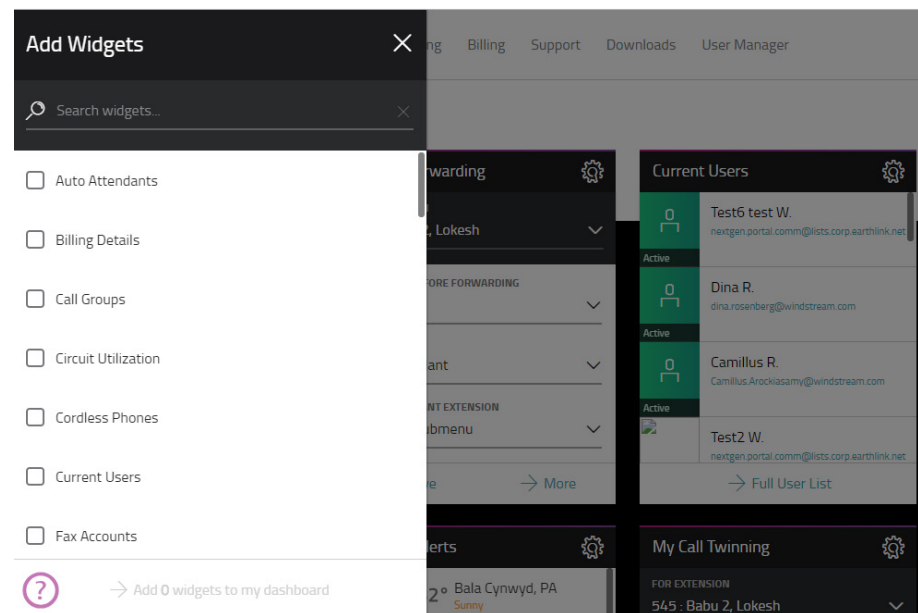 Add Widgets
ng Billing Support Downloads User Manager
Search widgets...
Auto Attendants
Billing Details
Call Groups
Circuit Utilization
Cordless Phones
Current Users
Fax Accounts
? Add 0 widgets to my dashboard
rwarding
2, Lokesh
ORE FORWARDING
ant
NT EXTENSION
ubmenu
ve More
lerts
2° Bala Cynwyd, PA
Sunny
Current Users
Test6 test W.
nextgen.portal.comm@lists.corp.earthlink.net
Active
Dina R.
dina.rosenberg@windstream.com
Active
Camillus R.
Camillus.Arockiasamy@windstream.com
Active
Test2 W.
nextgen.portal.comm@lists.corp.earthlink.net
Full User List
My Call Twinning
FOR EXTENSION
545 : Babu 2, Lokesh